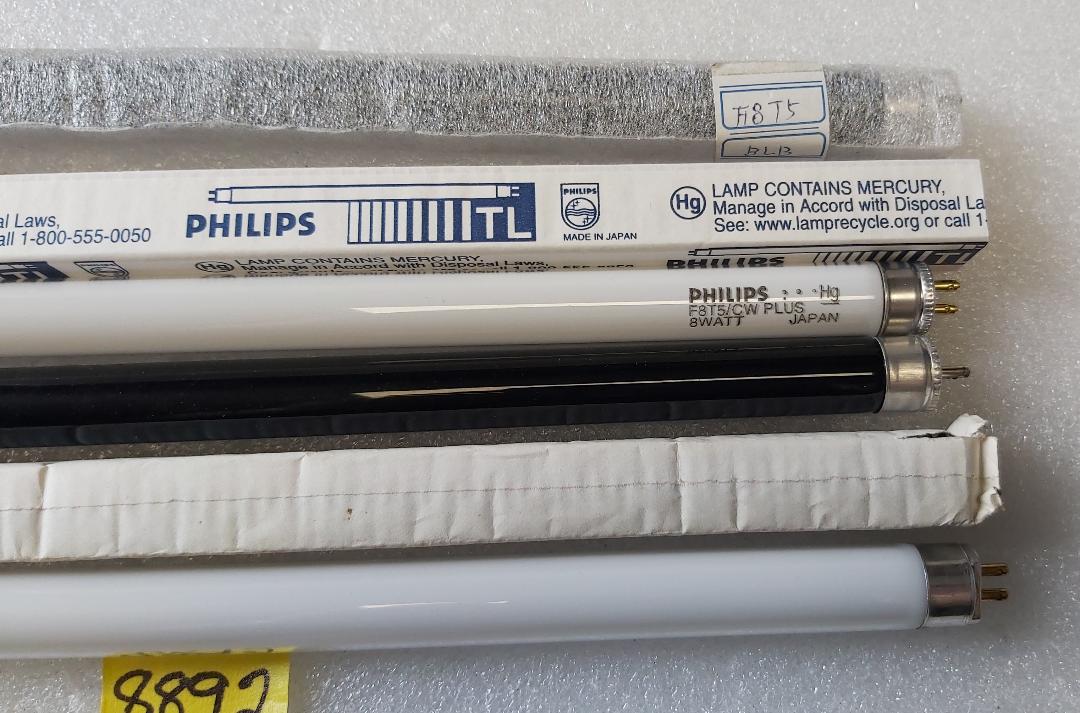 F8T5
BLB
al Laws,
all 1-800-555-0050
PHILIPS
TL
PHILIPS
MADE IN JAPAN
Hg
LAMP CONTAINS MERCURY,
Manage in Accord with Disposal La
See: www.lamprecycle.org or call 1-
Hg LAMP CONTAINS MERCURY,
Manage in Accord with Disposal Laws,
PHILIPS
PHILIPS Hg
F8T5/CW PLUS
8WATT JAPAN
8892